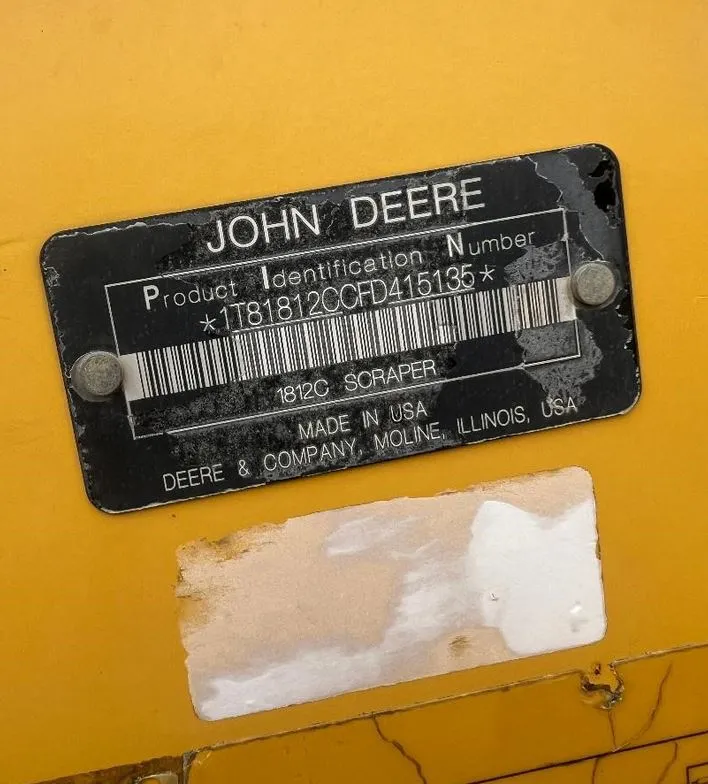 JOHN DEERE
Product Identification Number
*1T81812CCFD415135*
1812C SCRAPER
MADE IN USA
DEERE & COMPANY, MOLINE, ILLINOIS, USA